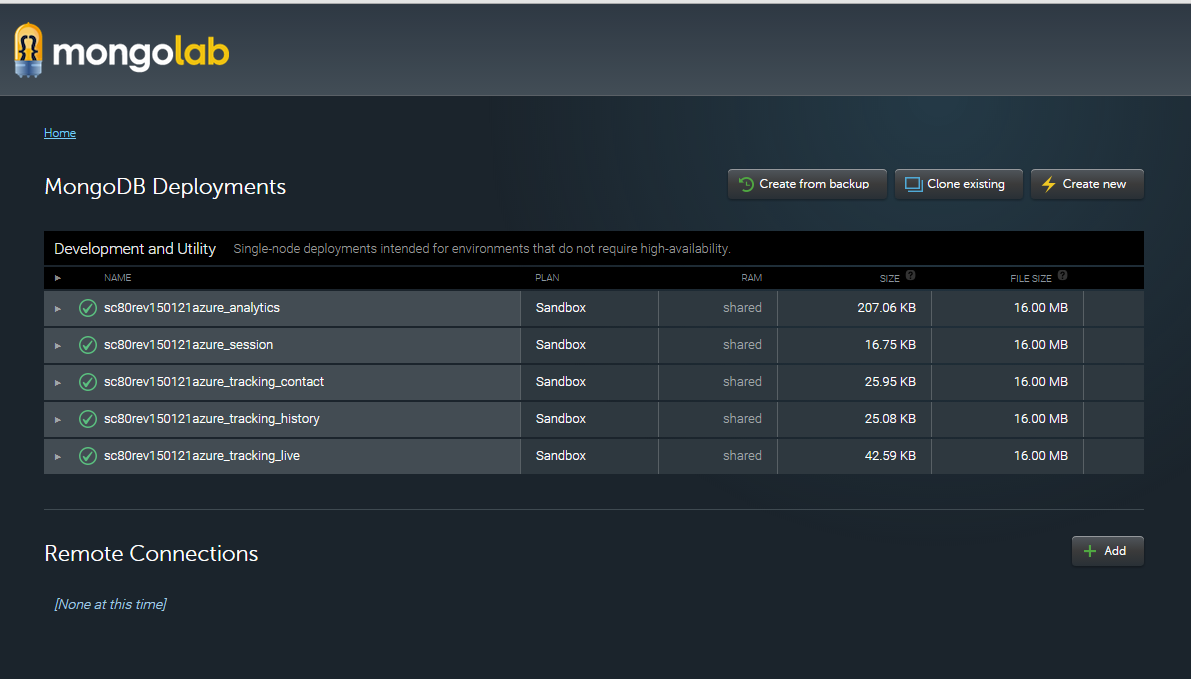 mongolab
Home
MongoDB Deployments
Create from backup
Clone existing
Create new
Development and Utility Single-node deployments intended for environments that do not require high-availability.
NAME PLAN RAM SIZE ? FILE SIZE ?
sc80rev150121azure_analytics Sandbox shared 207.06 KB 16.00 MB
sc80rev150121azure_session Sandbox shared 16.75 KB 16.00 MB
sc80rev150121azure_tracking_contact Sandbox shared 25.95 KB 16.00 MB
sc80rev150121azure_tracking_history Sandbox shared 25.08 KB 16.00 MB
sc80rev150121azure_tracking_live Sandbox shared 42.59 KB 16.00 MB
Remote Connections
Add
[None at this time]